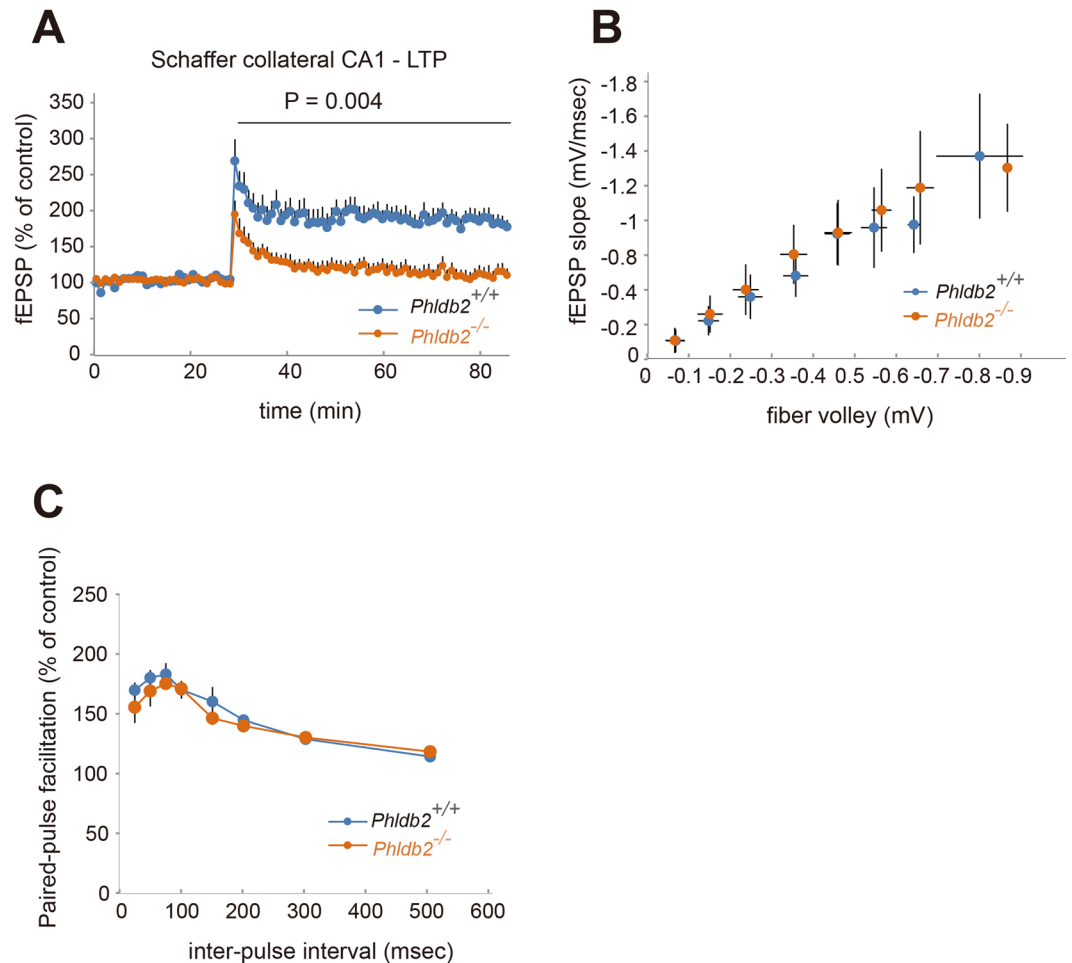 A
Schaffer collateral CA1 - LTP
P = 0.004
fEPSP (% of control)
350
300
250
200
150
100
50
0
0
20
40
60
80
time (min)
Phldb2+/+
Phldb2-/-
B
fEPSP slope (mV/msec)
-1.8
-1.6
-1.4
-1.2
-1
-0.8
-0.4
-0.2
0
0 -0.1 -0.2 -0.3 -0.4 0.5 -0.6 -0.7 -0.8 -0.9
fiber volley (mV)
Phldb2+/+
Phldb2-/-
C
Paired-pulse facilitation (% of control)
250
200
150
100
50
0
0 100 200 300 400 500 600
inter-pulse interval (msec)
Phldb2+/+
Phldb2-/-